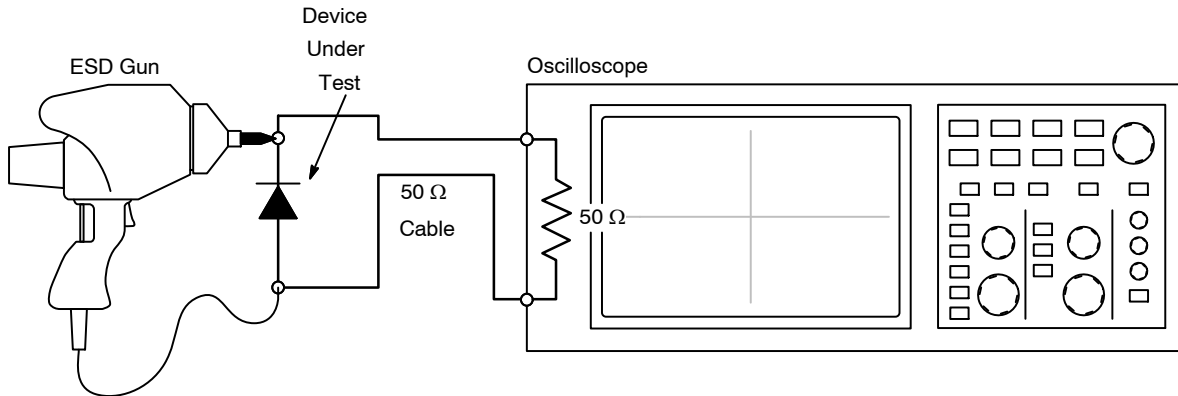 Device
Under
Test
ESD Gun
Oscilloscope
50 Ω
Cable
50 Ω